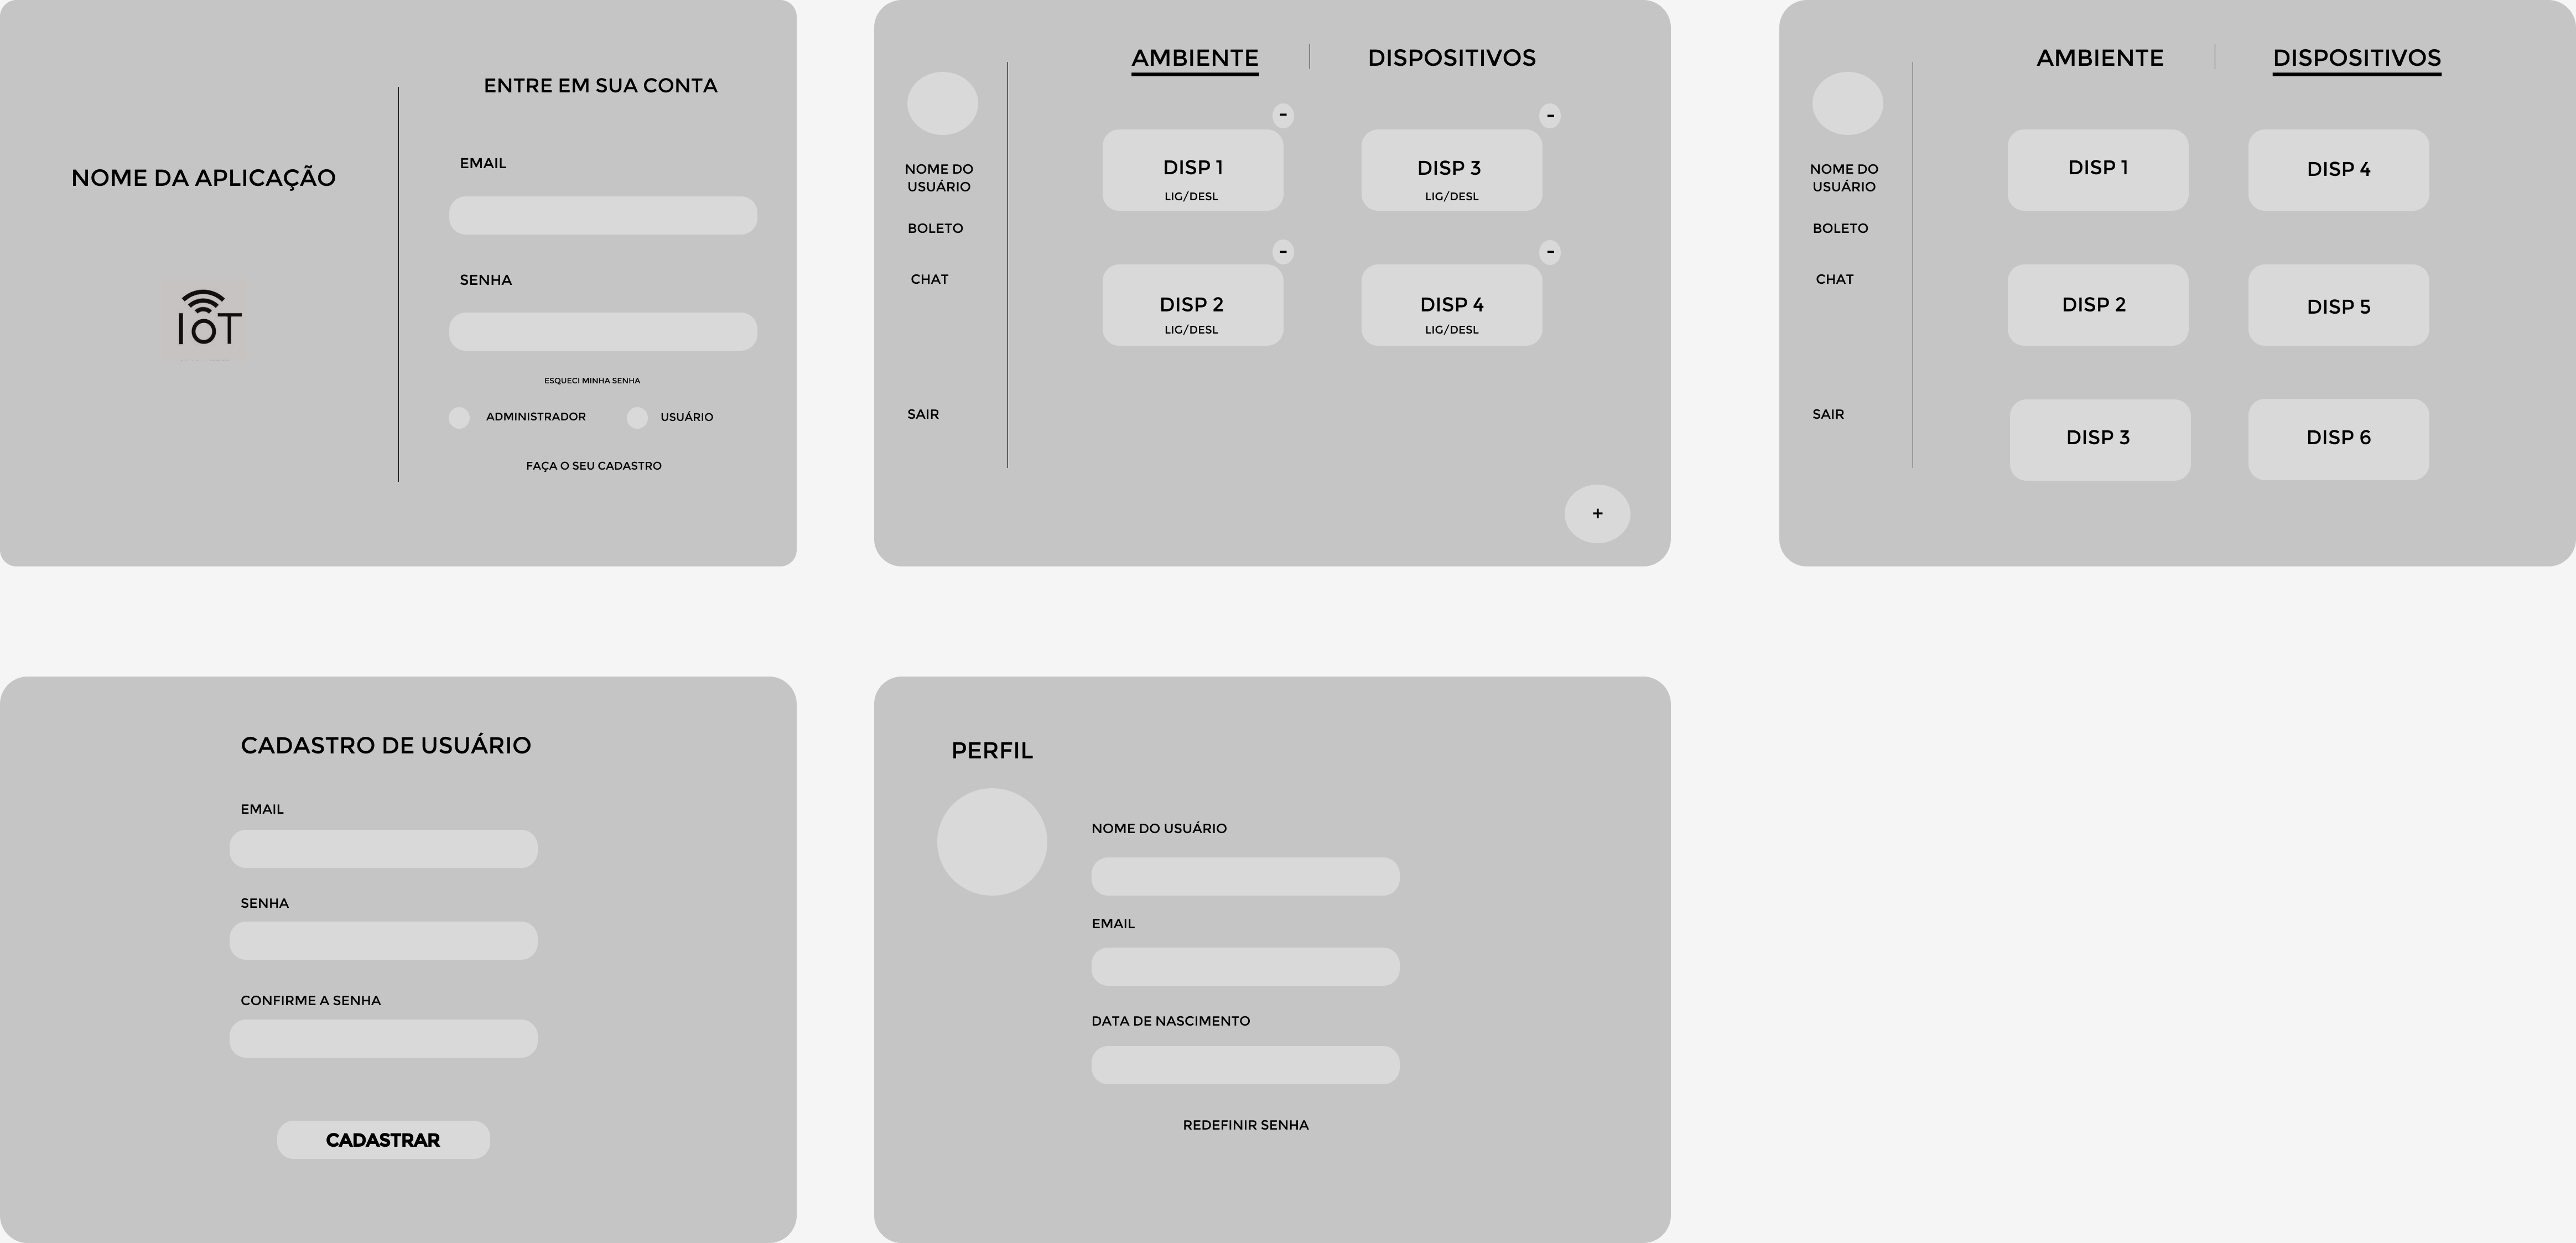 NOME DA APLICAÇÃO
IoT
ENTRE EM SUA CONTA
EMAIL
SENHA
ESQUECI MINHA SENHA
ADMINISTRADOR
USUÁRIO
FAÇA O SEU CADASTRO
NOME DO
USUÁRIO
BOLETO
CHAT
SAIR
AMBIENTE
DISPOSITIVOS
-
-
DISP 1
LIG/DESL
DISP 3
LIG/DESL
-
-
DISP 2
LIG/DESL
DISP 4
LIG/DESL
+
NOME DO
USUÁRIO
BOLETO
CHAT
SAIR
AMBIENTE
DISPOSITIVOS
DISP 1
DISP 4
DISP 2
DISP 5
DISP 3
DISP 6
CADASTRO DE USUÁRIO
EMAIL
SENHA
CONFIRME A SENHA
CADASTRAR
PERFIL
NOME DO USUÁRIO
EMAIL
DATA DE NASCIMENTO
REDEFINIR SENHA